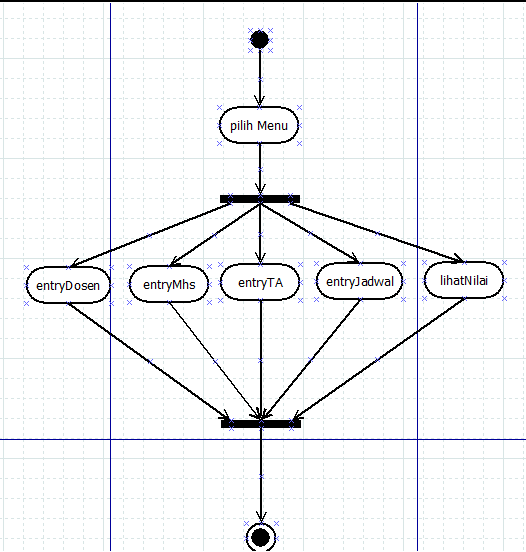 pilih Menu
entryDosen
entryMhs
entryTA
entryJadwal
lihatNilai